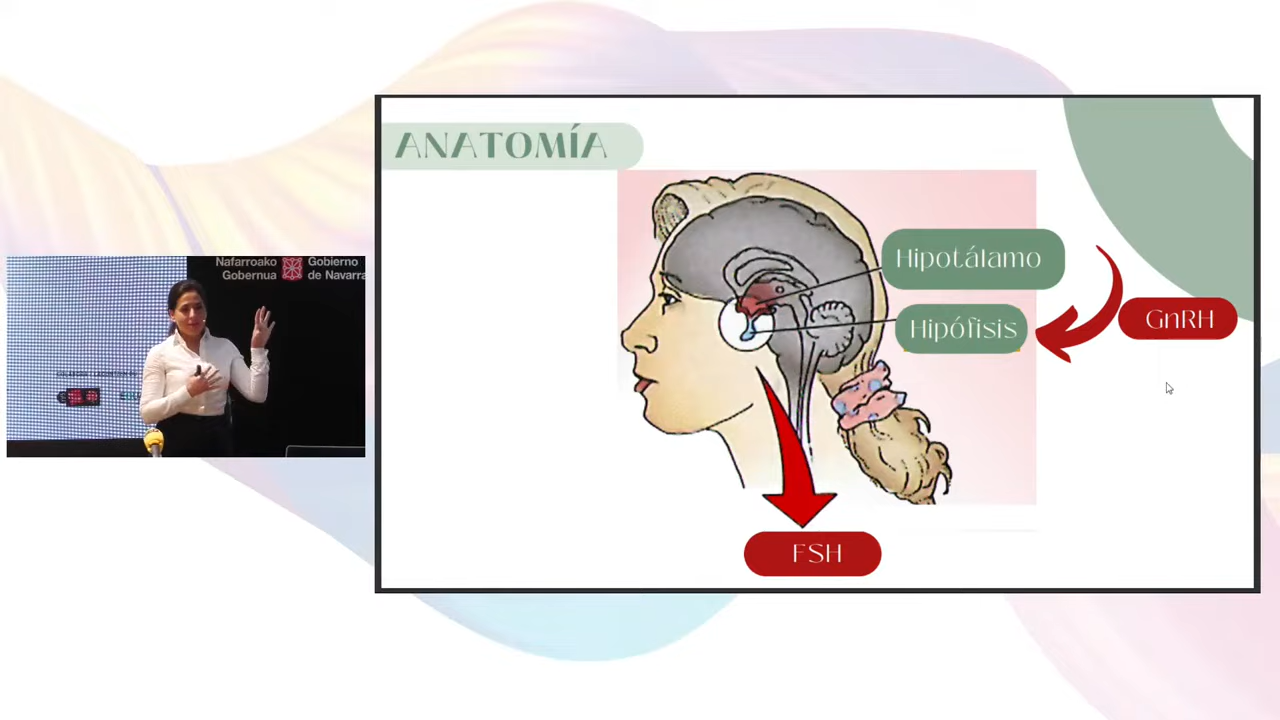 ANATOMÍA
Hipotálamo
Hipófisis
GnRH
FSH
Nafarroako Gobierno
Gobernua de Navarra